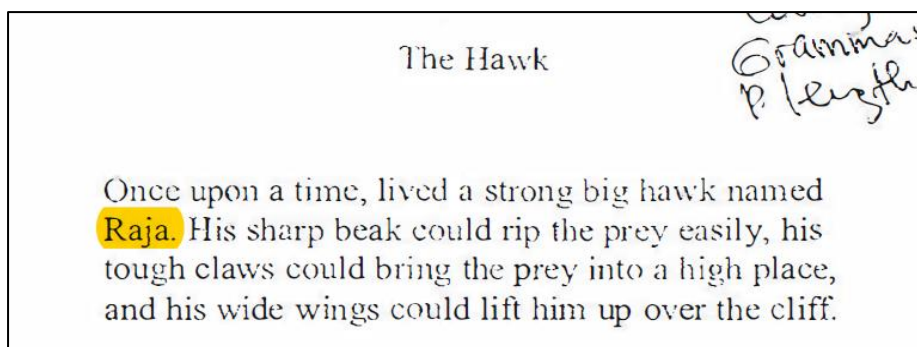 The Hawk
Grammar
P. length
Once upon a time, lived a strong big hawk named
Raja. His sharp beak could rip the prey easily, his
tough claws could bring the prey into a high place,
and his wide wings could lift him up over the cliff.